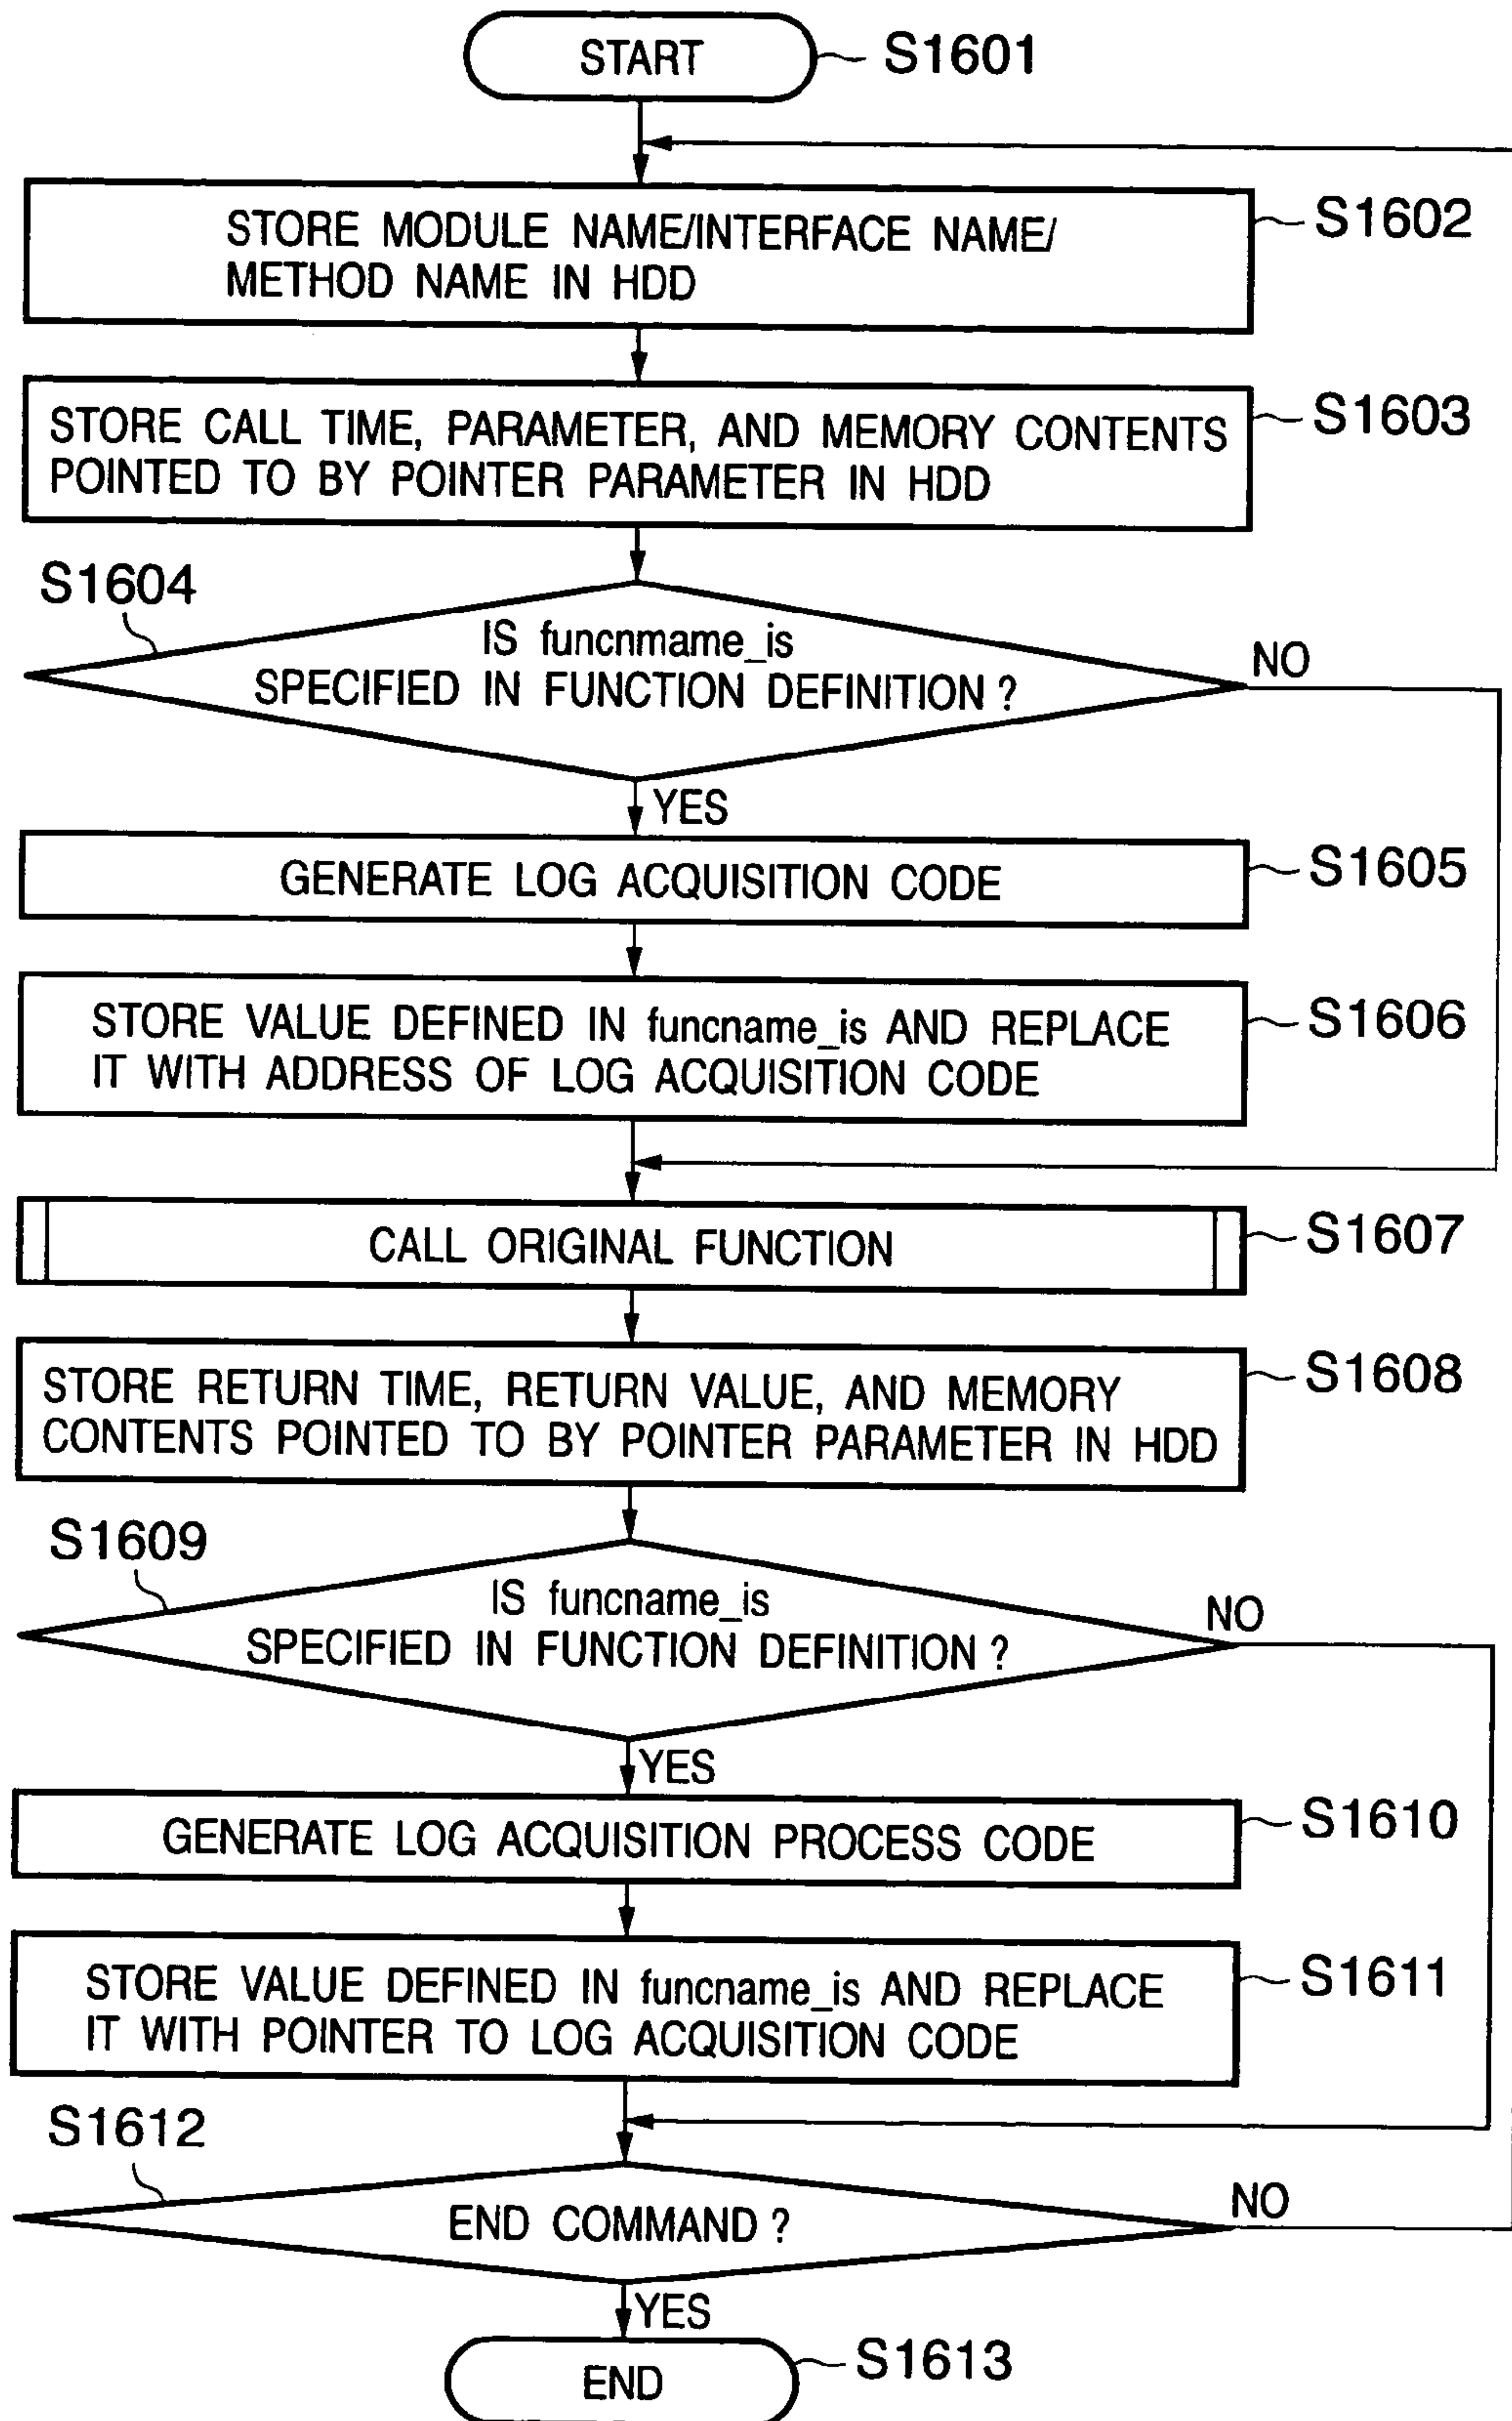 START
S1601
STORE MODULE NAME/INTERFACE NAME/
METHOD NAME IN HDD
S1602
STORE CALL TIME, PARAMETER, AND MEMORY CONTENTS
POINTED TO BY POINTER PARAMETER IN HDD
S1603
S1604
IS funcnmame_is
SPECIFIED IN FUNCTION DEFINITION ?
NO
YES
GENERATE LOG ACQUISITION CODE
S1605
STORE VALUE DEFINED IN funcname_is AND REPLACE
IT WITH ADDRESS OF LOG ACQUISITION CODE
S1606
CALL ORIGINAL FUNCTION
S1607
STORE RETURN TIME, RETURN VALUE, AND MEMORY
CONTENTS POINTED TO BY POINTER PARAMETER IN HDD
S1608
S1609
IS funcname_is
SPECIFIED IN FUNCTION DEFINITION ?
NO
YES
GENERATE LOG ACQUISITION PROCESS CODE
S1610
STORE VALUE DEFINED IN funcname_is AND REPLACE
IT WITH POINTER TO LOG ACQUISITION CODE
S1611
S1612
END COMMAND ?
NO
YES
END
S1613